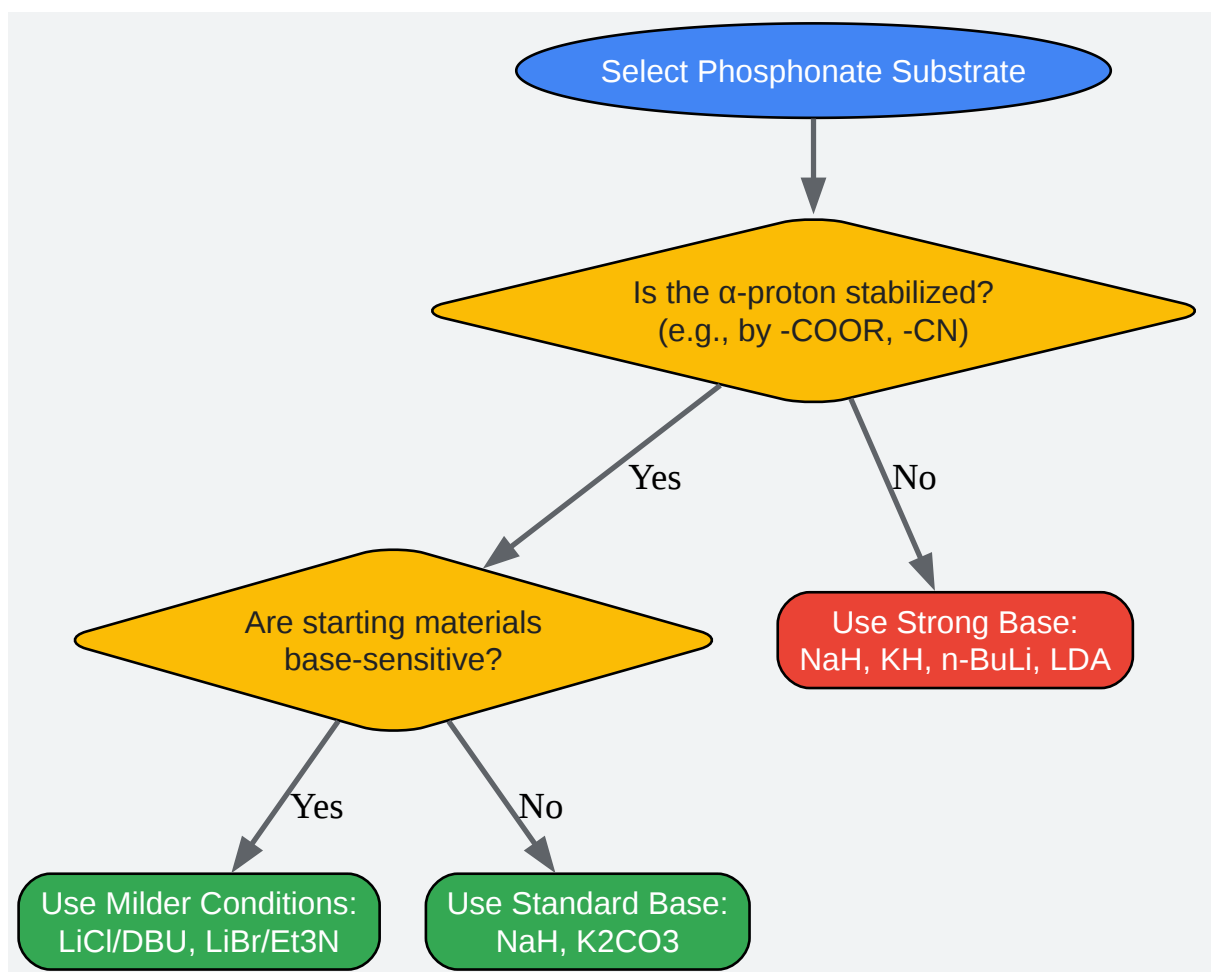 Select Phosphonate Substrate
Is the α-proton stabilized?
(e.g., by -COOR, -CN)
Yes
No
Are starting materials
base-sensitive?
Use Strong Base:
NaH, KH, n-BuLi, LDA
Yes
No
Use Milder Conditions:
LiCl/DBU, LiBr/Et3N
Use Standard Base:
NaH, K2CO3